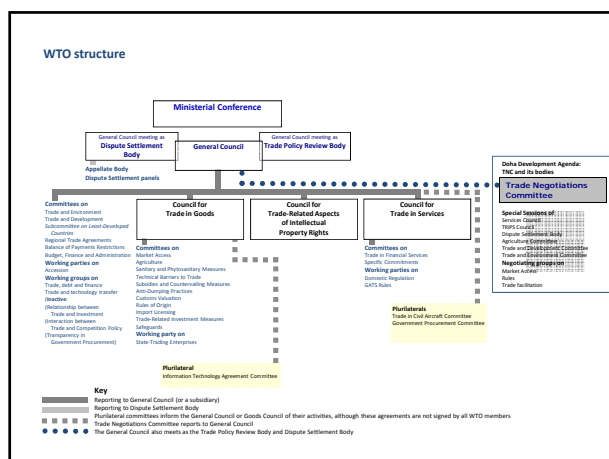 WTO structure
Ministerial Conference
General Council meeting as
Dispute Settlement
Body
General Council
General Council meeting as
Trade Policy Review Body
Appellate Body
Dispute Settlement panels
Doha Development Agenda:
TNC and its bodies
Trade Negotiations
Committee
Special Sessions of
Services Council
TRIPS Council
Dispute Settlement Body
Agriculture Committee
Trade and Development Committee
Trade and Environment Committee
Negotiating groups on
Market Access
Rules
Trade facilitation
Committees on
Trade and Environment
Trade and Development
Subcommittee on Least-Developed
Countries
Regional Trade Agreements
Balance of Payments Restrictions
Budget, Finance and Administration
Working parties on
Accession
Working groups on
Trade, debt and finance
Trade and technology transfer
(Inactive:
(Relationship between
Trade and Investment
(Interaction between
Trade and Competition Policy
(Transparency in
Government Procurement)
Council for
Trade in Goods
Committees on
Market Access
Agriculture
Sanitary and Phytosanitary Measures
Technical Barriers to Trade
Subsidies and Countervailing Measures
Anti-Dumping Practices
Customs Valuation
Rules of Origin
Import Licensing
Trade-Related Investment Measures
Safeguards
Working party on
State-Trading Enterprises
Council for
Trade-Related Aspects
of Intellectual
Property Rights
Council for
Trade in Services
Committees on
Trade in Financial Services
Specific Commitments
Working parties on
Domestic Regulation
GATS Rules
Plurilaterals
Trade in Civil Aircraft Committee
Government Procurement Committee
Plurilateral
Information Technology Agreement Committee
Key
Reporting to General Council (or a subsidiary)
Reporting to Dispute Settlement Body
Plurilateral committees inform the General Council or Goods Council of their activities, although these agreements are not signed by all WTO members
Trade Negotiations Committee reports to General Council
The General Council also meets as the Trade Policy Review Body and Dispute Settlement Body